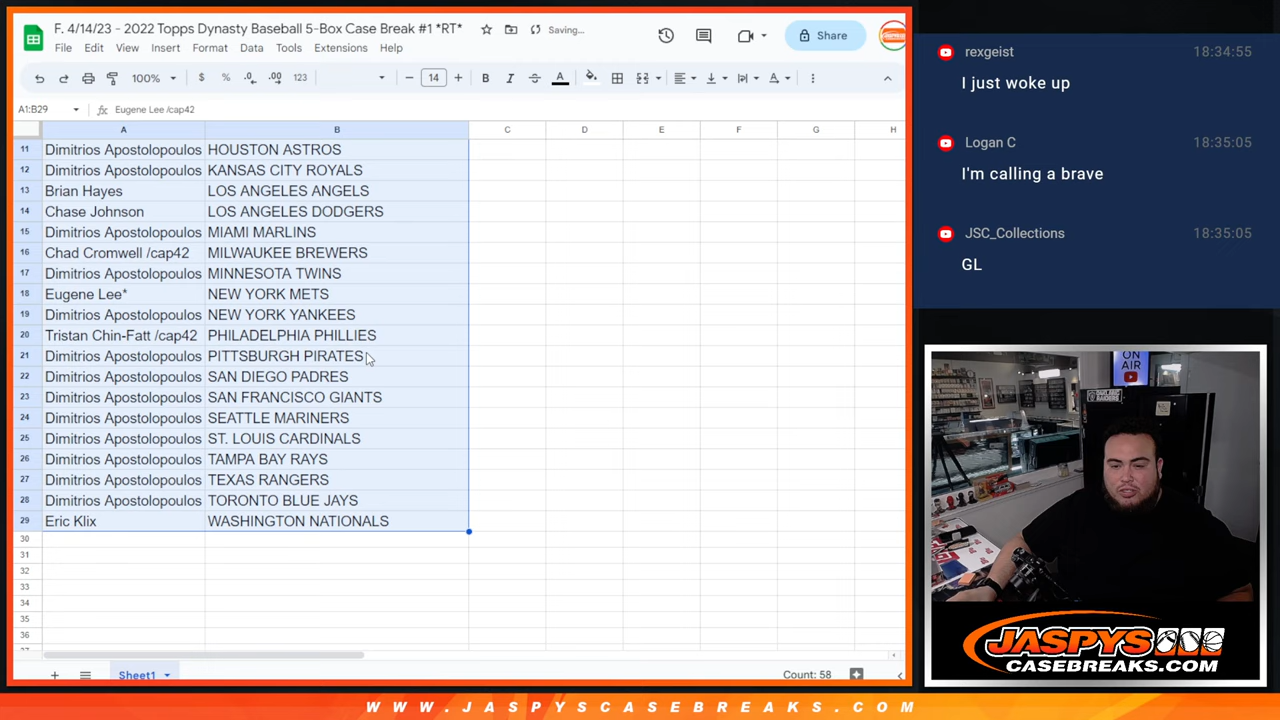 F. 4/14/23 - 2022 Topps Dynasty Baseball 5-Box Case Break #1 *RT*
Saving...
File Edit View Insert Format Data Tools Extensions Help
Share
100% $ % .0 .00 123 14 B I A
A1:B29 fx Eugene Lee /cap42
A B C D E F G H
11 Dimitrios Apostolopoulos HOUSTON ASTROS
12 Dimitrios Apostolopoulos KANSAS CITY ROYALS
13 Brian Hayes LOS ANGELES ANGELS
14 Chase Johnson LOS ANGELES DODGERS
15 Dimitrios Apostolopoulos MIAMI MARLINS
16 Chad Cromwell /cap42 MILWAUKEE BREWERS
17 Dimitrios Apostolopoulos MINNESOTA TWINS
18 Eugene Lee* NEW YORK METS
19 Dimitrios Apostolopoulos NEW YORK YANKEES
20 Tristan Chin-Fatt /cap42 PHILADELPHIA PHILLIES
21 Dimitrios Apostolopoulos PITTSBURGH PIRATES
22 Dimitrios Apostolopoulos SAN DIEGO PADRES
23 Dimitrios Apostolopoulos SAN FRANCISCO GIANTS
24 Dimitrios Apostolopoulos SEATTLE MARINERS
25 Dimitrios Apostolopoulos ST. LOUIS CARDINALS
26 Dimitrios Apostolopoulos TAMPA BAY RAYS
27 Dimitrios Apostolopoulos TEXAS RANGERS
28 Dimitrios Apostolopoulos TORONTO BLUE JAYS
29 Eric Klix WASHINGTON NATIONALS
30
31
32
33
34
35
36
Sheet1
Count: 58
rexgeist 18:34:55
I just woke up
Logan C 18:35:05
I'm calling a brave
JSC_Collections 18:35:05
GL
ON
AIR
JASPYS
CASEBREAKS.COM
WWW.JASPYSCASEBREAKS.COM